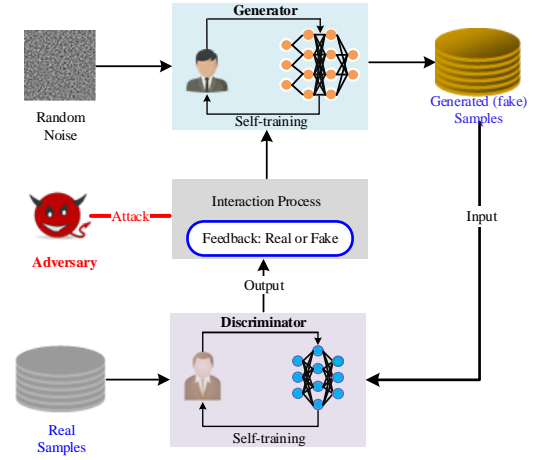 Generator
Self-training
Random
Noise
Generated (fake)
Samples
Interaction Process
Feedback: Real or Fake
Attack
Adversary
Input
Output
Discriminator
Self-training
Real
Samples